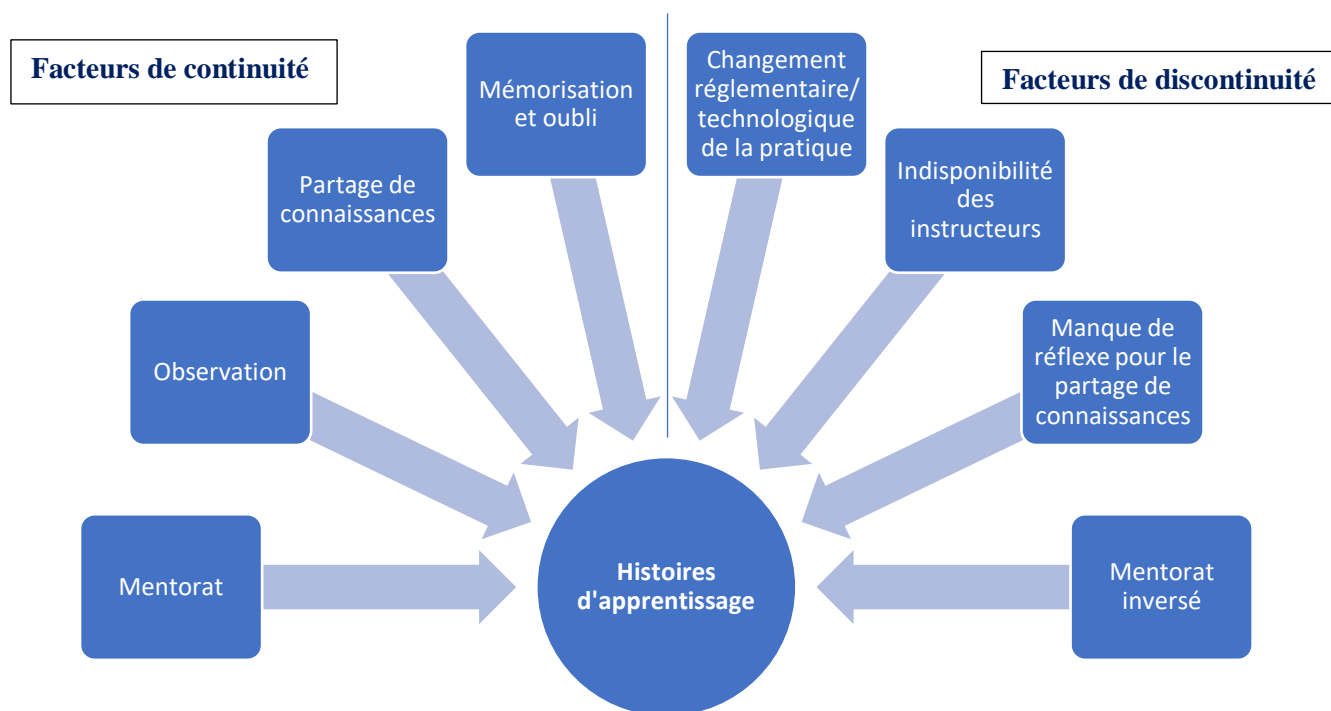 Facteurs de continuité
Mémorisation
et oubli
Changement
réglementaire/
technologique
de la pratique
Facteurs de discontinuité
Partage de
connaissances
Indisponibilité
des
instructeurs
Observation
Manque de
réflexe pour le
partage de
connaissances
Mentorat
Histoires
d'apprentissage
Mentorat
inversé